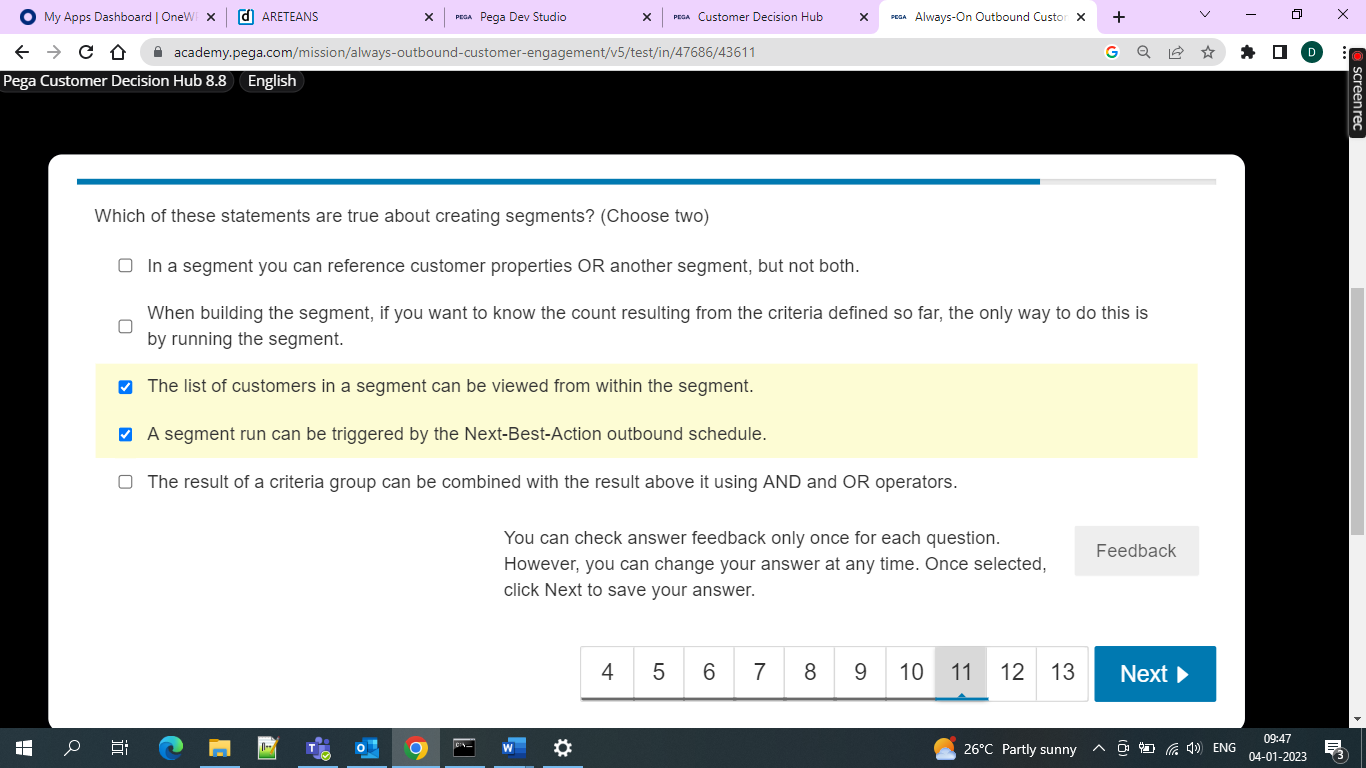 My Apps Dashboard | OneW
ARETEANS
PEGA Pega Dev Studio
PEGA Customer Decision Hub
PEGA Always-On Outbound Custor
academy.pega.com/mission/always-outbound-customer-engagement/v5/test/in/47686/43611
D
Pega Customer Decision Hub 8.8
English
screenrec
Which of these statements are true about creating segments? (Choose two)
In a segment you can reference customer properties OR another segment, but not both.
When building the segment, if you want to know the count resulting from the criteria defined so far, the only way to do this is
by running the segment.
The list of customers in a segment can be viewed from within the segment.
A segment run can be triggered by the Next-Best-Action outbound schedule.
The result of a criteria group can be combined with the result above it using AND and OR operators.
You can check answer feedback only once for each question.
However, you can change your answer at any time. Once selected,
click Next to save your answer.
Feedback
4 5 6 7 8 9 10 11 12 13
Next
26°C Partly sunny
ENG
09:47
04-01-2023
3